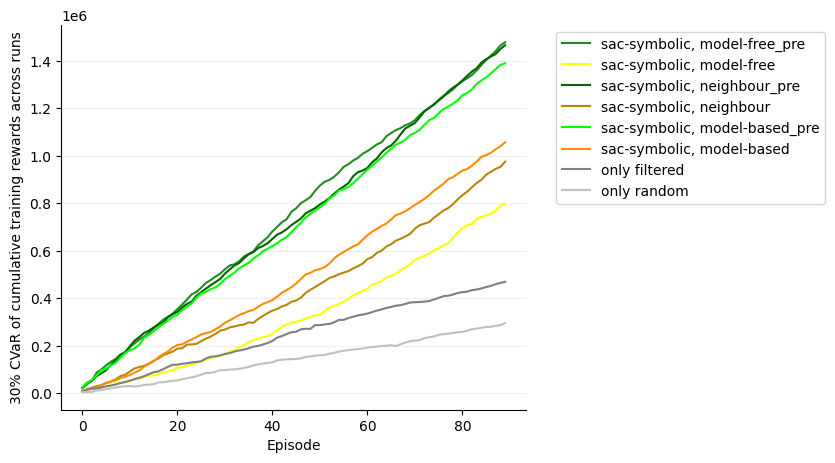 1e6
30% CVaR of cumulative training rewards across runs
1.4
1.2
1.0
0.8
0.6
0.4
0.2
0.0
0
20
40
60
80
Episode
sac-symbolic, model-free_pre
sac-symbolic, model-free
sac-symbolic, neighbour_pre
sac-symbolic, neighbour
sac-symbolic, model-based_pre
sac-symbolic, model-based
only filtered
only random